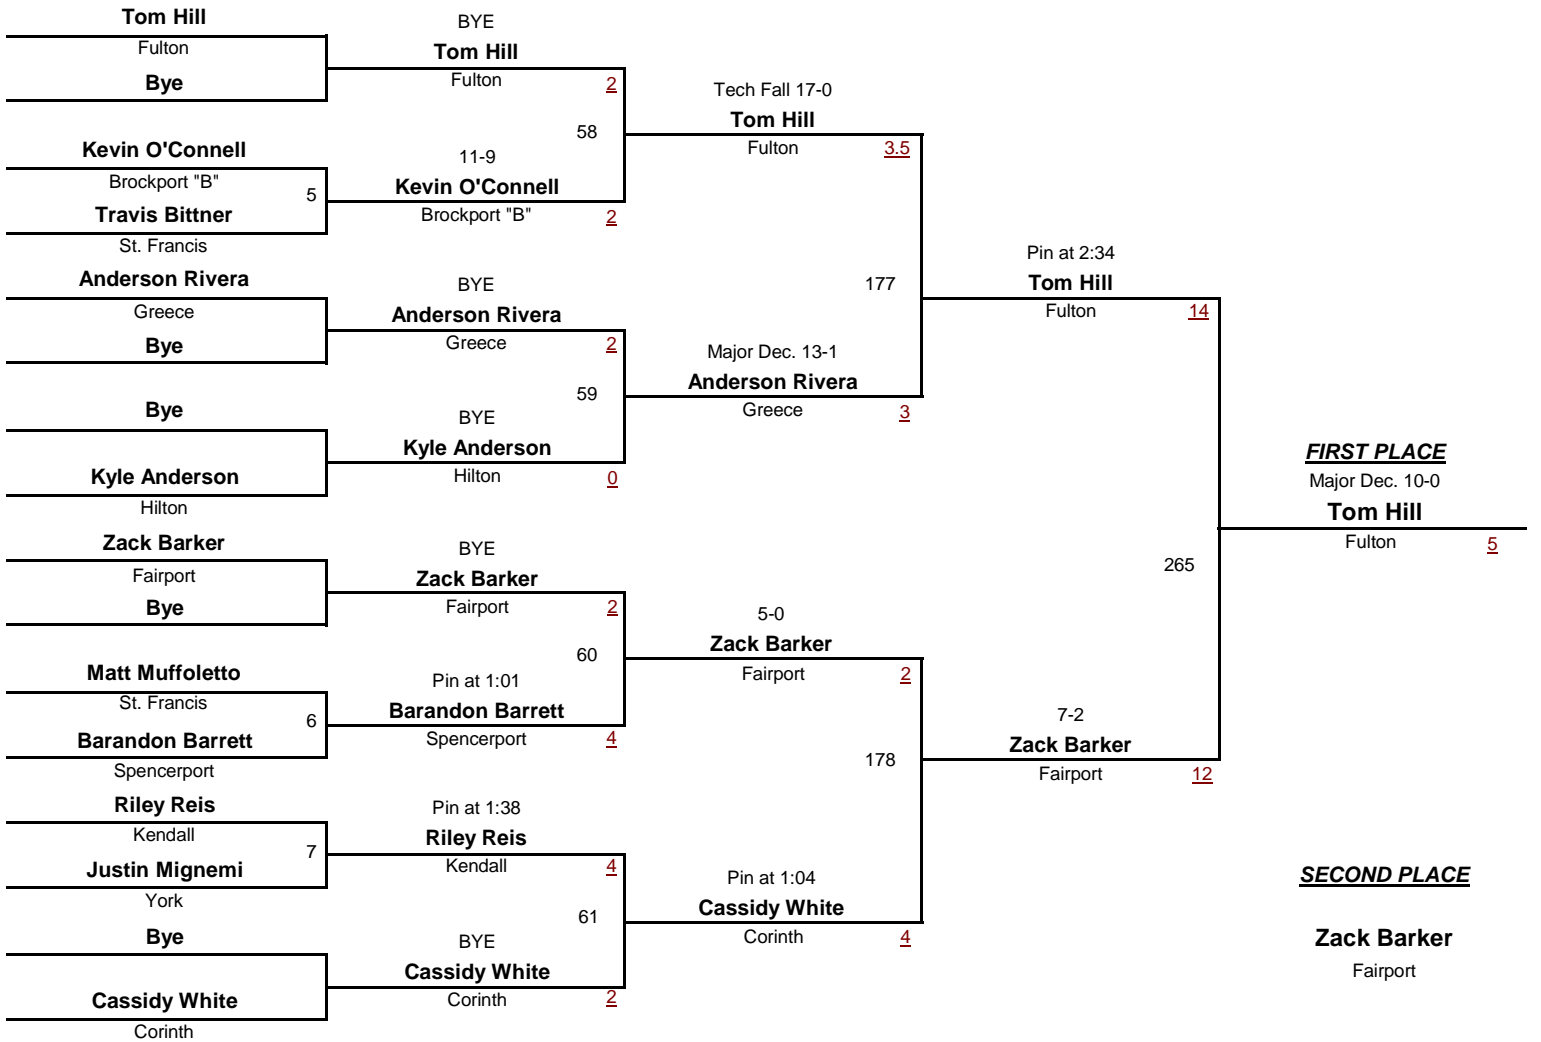 Tom Hill
Fulton
Bye
Kevin O'Connell
Brockport "B"
5
Travis Bittner
St. Francis
Anderson Rivera
Greece
Bye
Bye
Kyle Anderson
Hilton
Zack Barker
Fairport
Bye
Matt Muffoletto
St. Francis
6
Barandon Barrett
Spencerport
Riley Reis
Kendall
7
Justin Mignemi
York
Bye
Cassidy White
Corinth
BYE
Tom Hill
Fulton
2
58
11-9
Kevin O'Connell
Brockport "B"
2
BYE
Anderson Rivera
Greece
2
59
BYE
Kyle Anderson
Hilton
0
BYE
Zack Barker
Fairport
2
60
Pin at 1:01
Barandon Barrett
Spencerport
4
Pin at 1:38
Riley Reis
Kendall
4
61
BYE
Cassidy White
Corinth
2
Tech Fall 17-0
Tom Hill
Fulton
3.5
177
Major Dec. 13-1
Anderson Rivera
Greece
3
5-0
Zack Barker
Fairport
2
178
Pin at 1:04
Cassidy White
Corinth
4
Pin at 2:34
Tom Hill
Fulton
14
265
7-2
Zack Barker
Fairport
12
FIRST PLACE
Major Dec. 10-0
Tom Hill
Fulton
5
SECOND PLACE
Zack Barker
Fairport